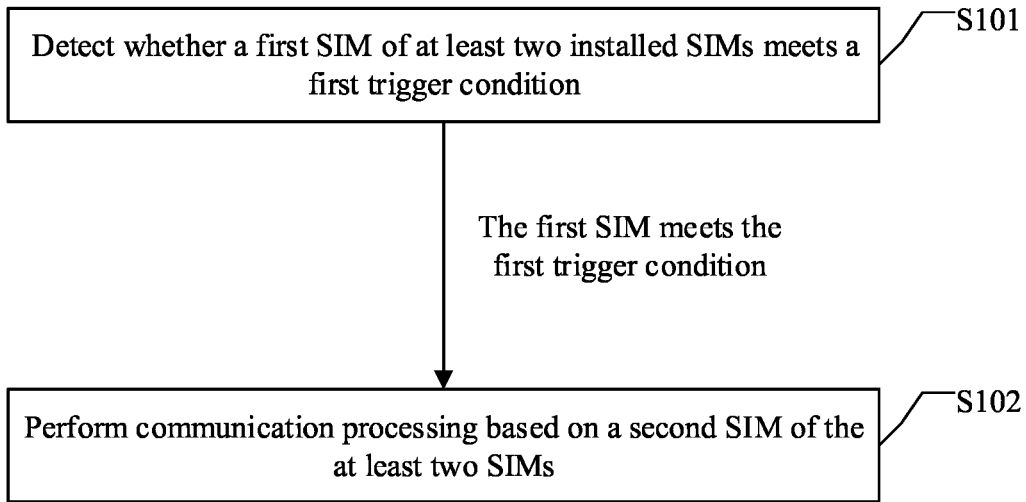 S101
Detect whether a first SIM of at least two installed SIMs meets a
first trigger condition
The first SIM meets the
first trigger condition
S102
Perform communication processing based on a second SIM of the
at least two SIMs